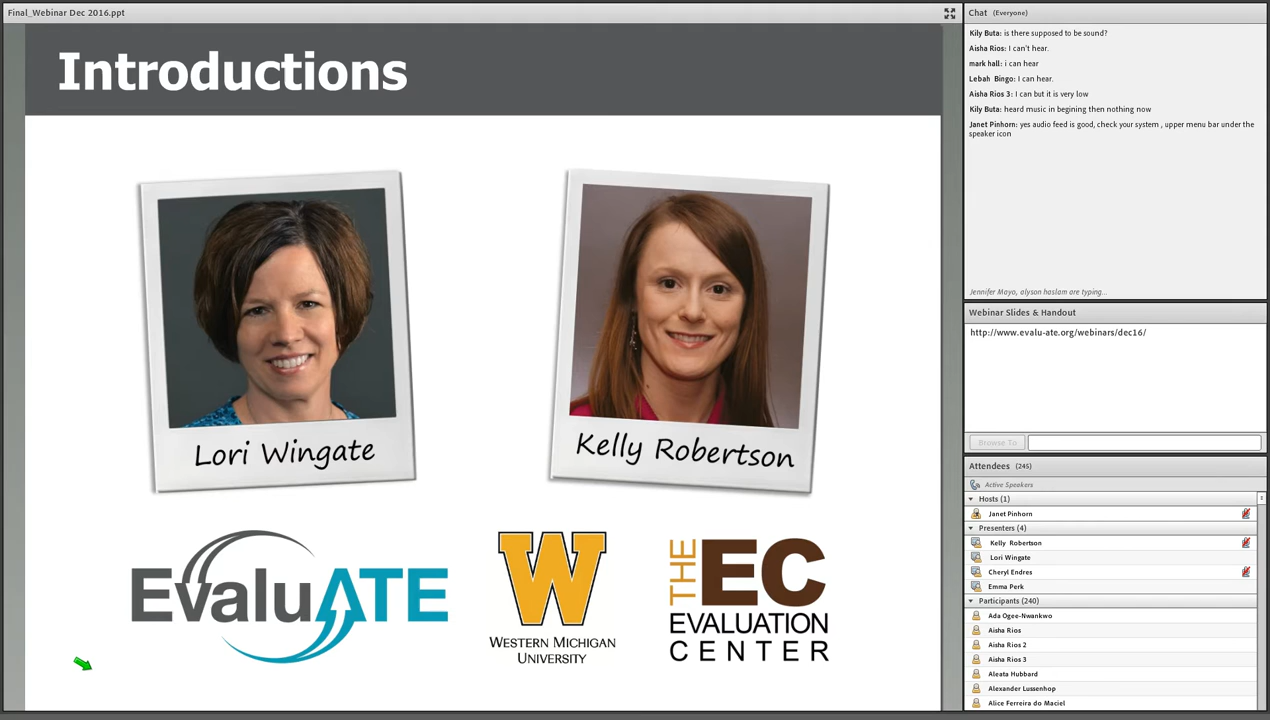 Final_Webinar Dec 2016.ppt
Introductions
Lori Wingate
Kelly Robertson
EvaluATE
W
WESTERN MICHIGAN
UNIVERSITY
THE EC
EVALUATION
CENTER
Chat (Everyone)
Kily Buta: is there supposed to be sound?
Aisha Rios: I can't hear.
mark hall: i can hear
Lebah Bingo: I can hear.
Aisha Rios 3: I can but it is very low
Kily Buta: heard music in begining then nothing now
Janet Pinhorn: yes audio feed is good, check your system , upper menu bar under the
speaker icon
Jennifer Mayo, alyson haslam are typing...
Webinar Slides & Handout
http://www.evalu-ate.org/webinars/dec16/
Browse To
Attendees (245)
Active Speakers
Hosts (1)
Janet Pinhorn
Presenters (4)
Kelly Robertson
Lori Wingate
Cheryl Endres
Emma Perk
Participants (240)
Ada Ogee-Nwankwo
Aisha Rios
Aisha Rios 2
Aisha Rios 3
Aleata Hubbard
Alexander Lussenhop
Alice Ferreira do Maciel